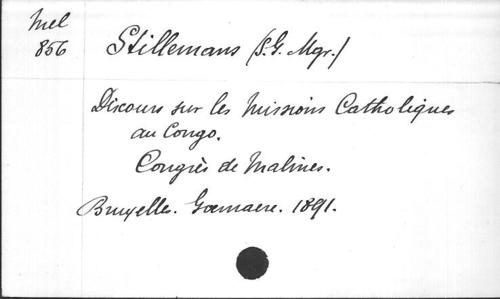 Mel
856
Stillemans (S.G. Mgr.)
Discours sur les Missions Catholiques
au Congo.
Congrès de Malines.
Bruxelles. Goemaere. 1891.